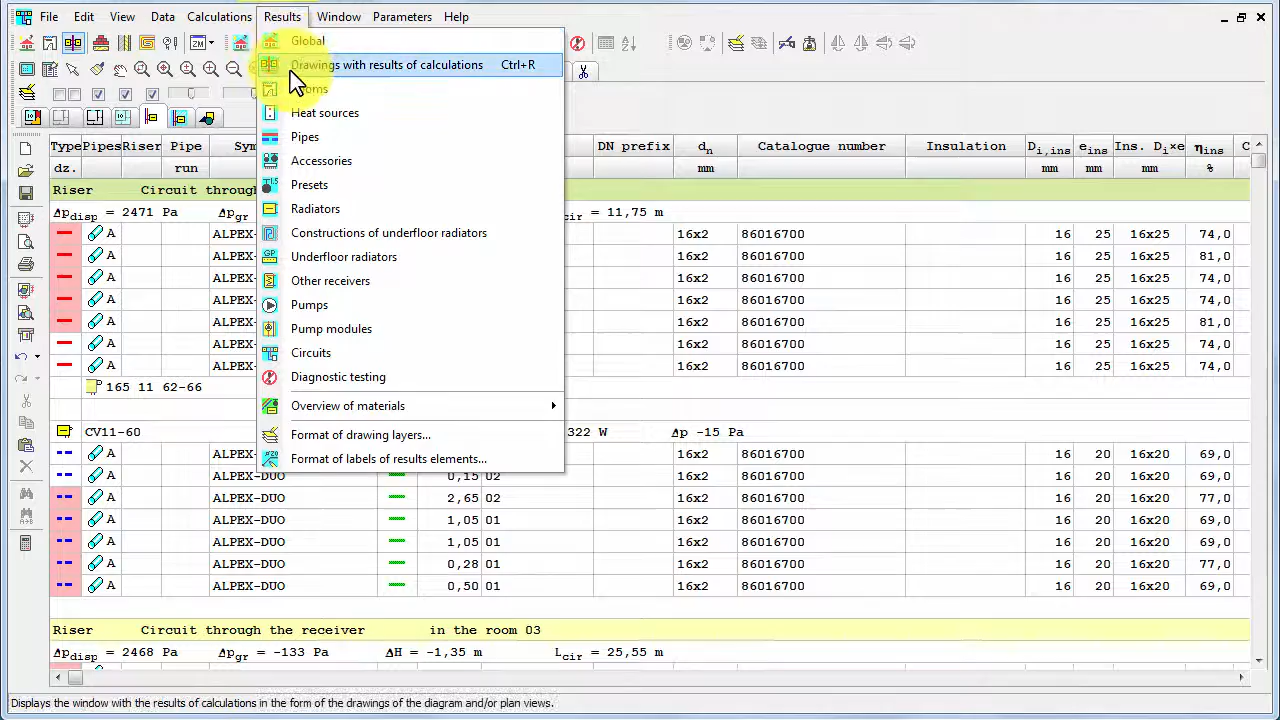 File Edit View Data Calculations Results Window Parameters Help
Global
Drawings with results of calculations Ctrl+R
Heat sources
Pipes
Accessories
Presets
Radiators
Constructions of underfloor radiators
Underfloor radiators
Other receivers
Pumps
Pump modules
Circuits
Diagnostic testing
Overview of materials
Format of drawing layers...
Format of labels of results elements...
Type Pipes Riser Pipe DN prefix dn Catalogue number Insulation Di,ins eins Ins. Di×e ηins
dz. run mm mm mm mm %
Riser Circuit
Δpdisp = 2471 Pa Δpgr = 11,75 m
A 16x2 86016700 16 25 16x25 74,0
A 16x2 86016700 16 25 16x25 81,0
A 16x2 86016700 16 25 16x25 74,0
A 16x2 86016700 16 25 16x25 74,0
A 16x2 86016700 16 25 16x25 81,0
A 16x2 86016700 16 25 16x25 74,0
A 16x2 86016700 16 25 16x25 74,0
165 11 62-66
CV11-60 322 W Δp -15 Pa
A 16x2 86016700 16 20 16x20 69,0
A ALPEX-DUO 0,15 02 16x2 86016700 16 20 16x20 69,0
A ALPEX-DUO 2,65 02 16x2 86016700 16 20 16x20 77,0
A ALPEX-DUO 1,05 01 16x2 86016700 16 20 16x20 69,0
A ALPEX-DUO 1,05 01 16x2 86016700 16 20 16x20 69,0
A ALPEX-DUO 0,28 01 16x2 86016700 16 20 16x20 77,0
A ALPEX-DUO 0,50 01 16x2 86016700 16 20 16x20 69,0
Riser Circuit through the receiver in the room 03
Δpdisp = 2468 Pa Δpgr = -133 Pa ΔH = -1,35 m Lcir = 25,55 m
Displays the window with the results of calculations in the form of the drawings of the diagram and/or plan views.